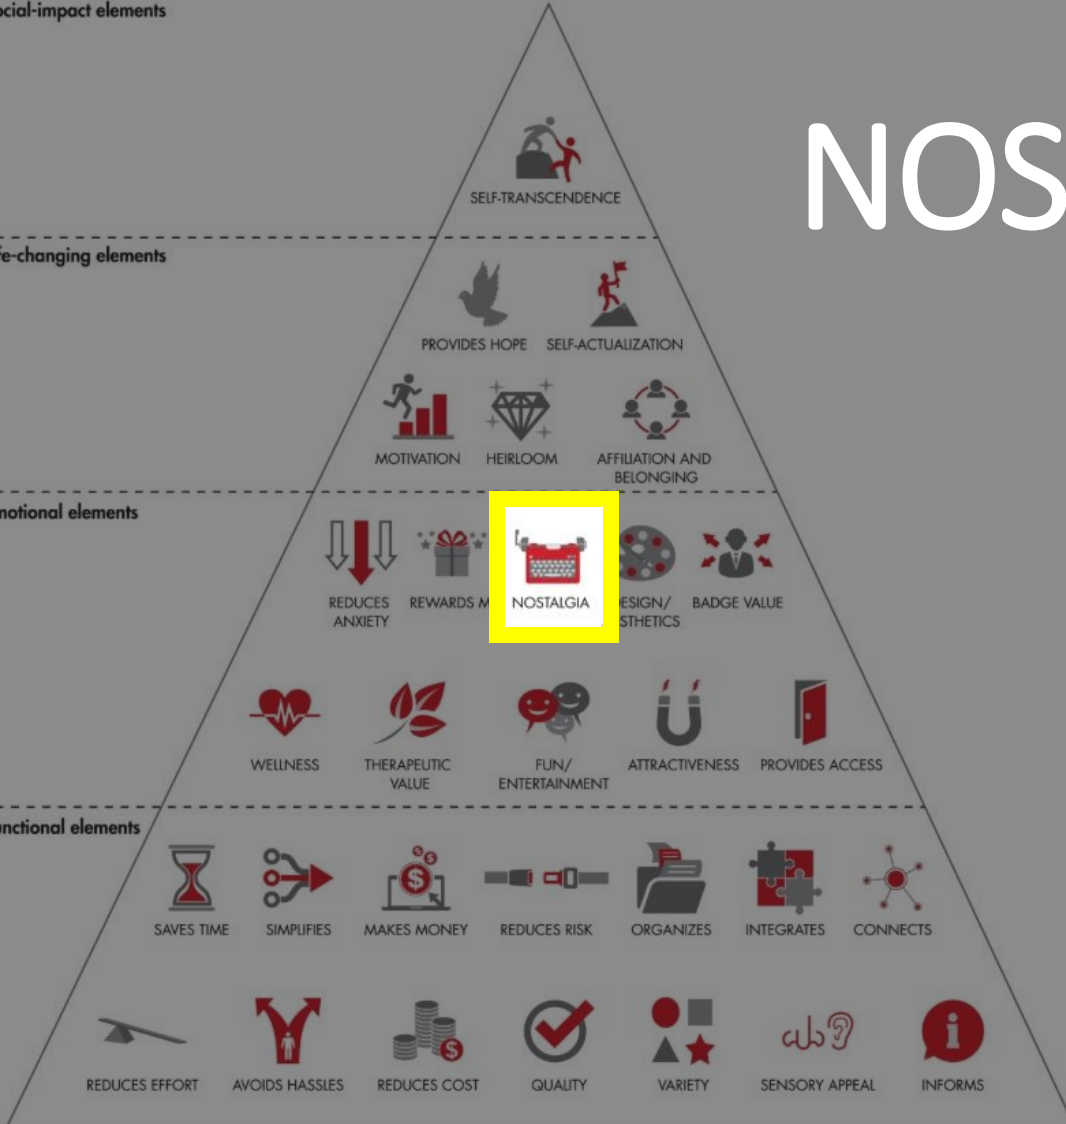 ocial-impact elements
NOS
SELF-TRANSCENDENCE
fe-changing elements
PROVIDES HOPE SELF-ACTUALIZATION
MOTIVATION HEIRLOOM AFFILIATION AND
BELONGING
motional elements
REDUCES REWARDS M NOSTALGIA DESIGN/ BADGE VALUE
ANXIETY STHETICS
WELLNESS THERAPEUTIC FUN/ ATTRACTIVENESS PROVIDES ACCESS
VALUE ENTERTAINMENT
unctional elements
SAVES TIME SIMPLIFIES MAKES MONEY REDUCES RISK ORGANIZES INTEGRATES CONNECTS
REDUCES EFFORT AVOIDS HASSLES REDUCES COST QUALITY VARIETY SENSORY APPEAL INFORMS